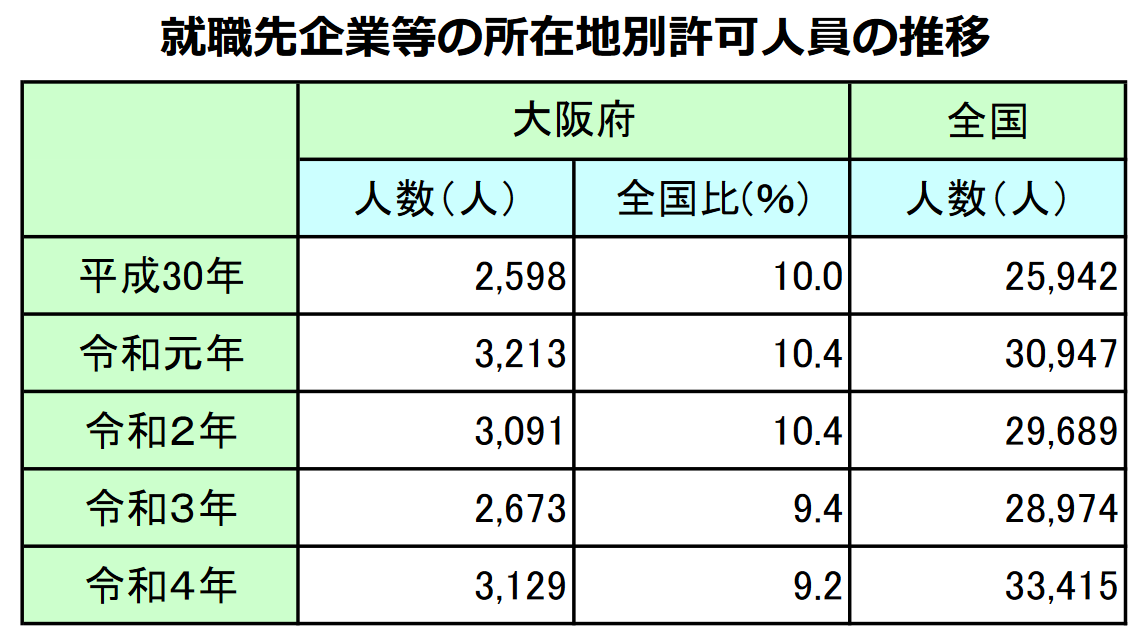 就職先企業等の所在地別許可人員の推移
大阪府 全国
人数（人） 全国比(%) 人数（人）
平成30年 2,598 10.0 25,942
令和元年 3,213 10.4 30,947
令和２年 3,091 10.4 29,689
令和３年 2,673 9.4 28,974
令和４年 3,129 9.2 33,415